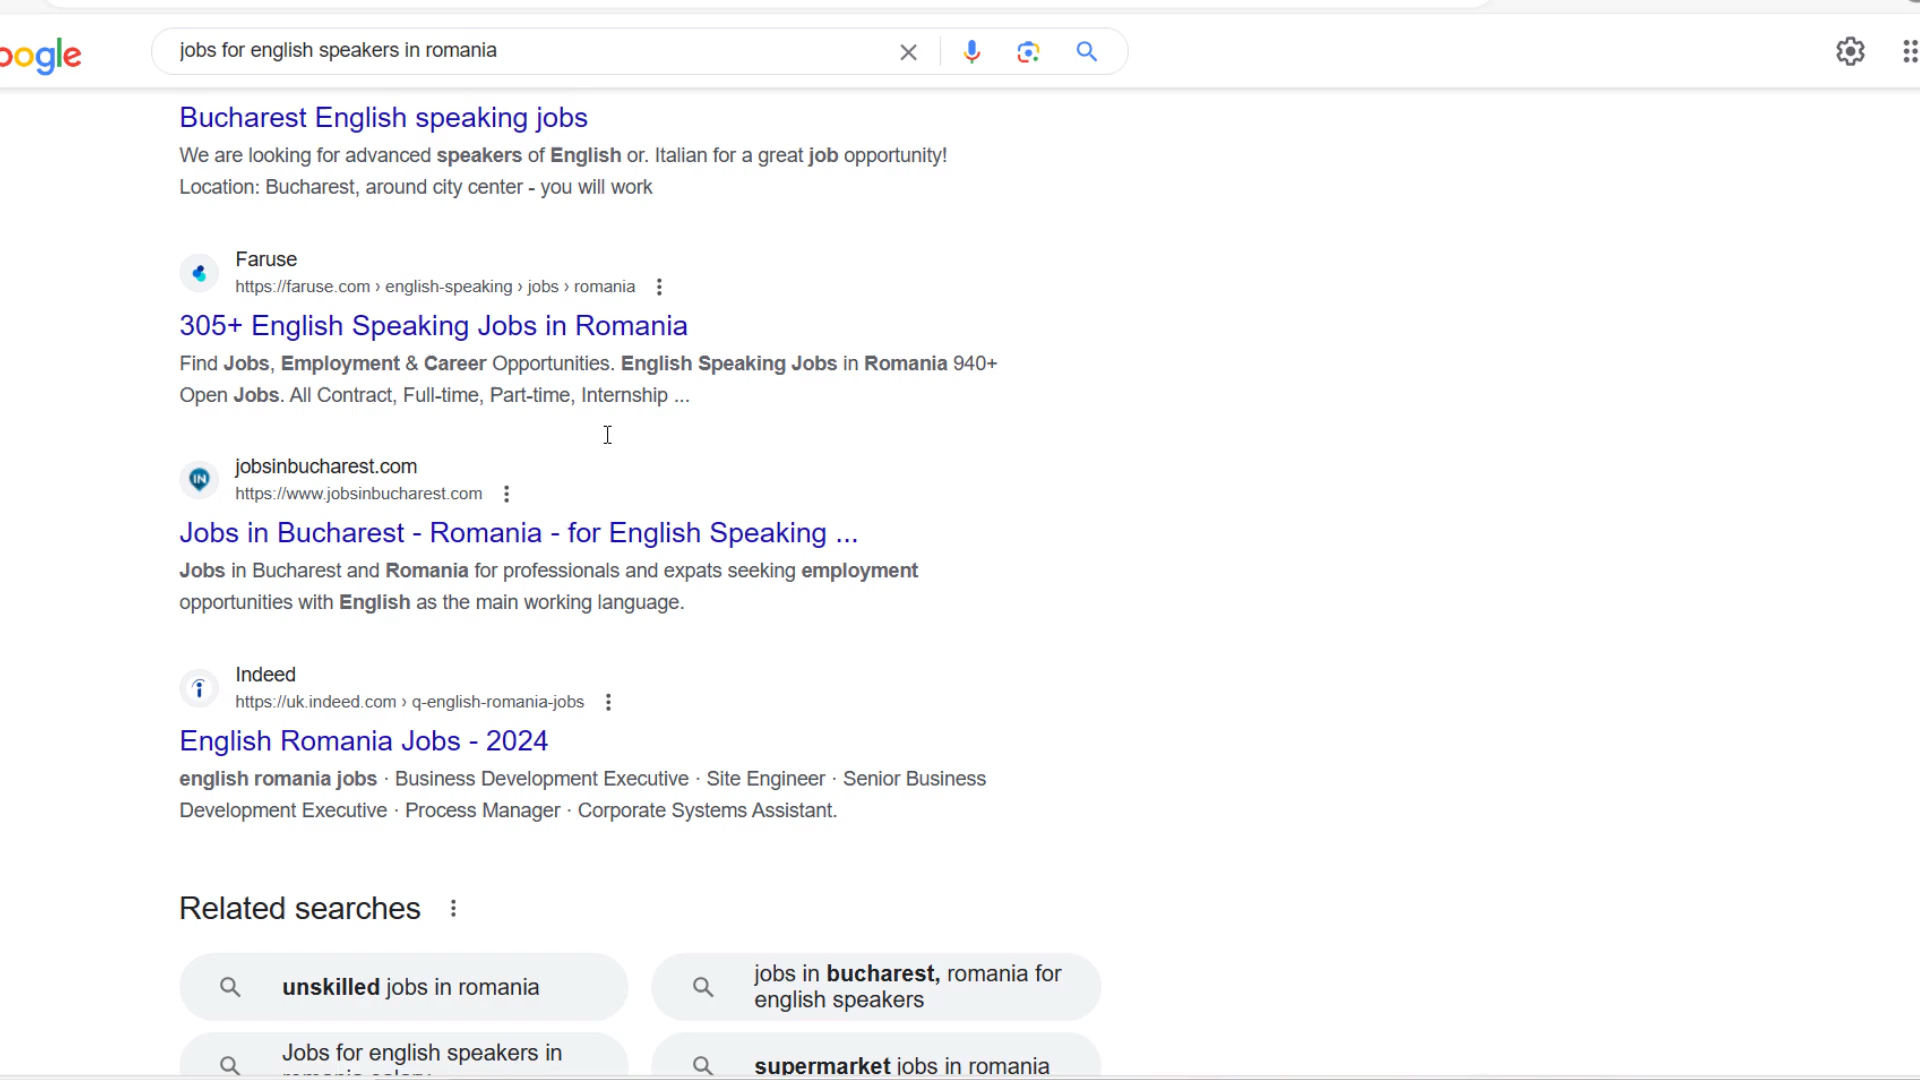 oogle
jobs for english speakers in romania
Bucharest English speaking jobs
We are looking for advanced speakers of English or. Italian for a great job opportunity!
Location: Bucharest, around city center - you will work
Faruse
https://faruse.com › english-speaking › jobs › romania
305+ English Speaking Jobs in Romania
Find Jobs, Employment & Career Opportunities. English Speaking Jobs in Romania 940+
Open Jobs. All Contract, Full-time, Part-time, Internship ...
IN
jobsinbucharest.com
https://www.jobsinbucharest.com
Jobs in Bucharest - Romania - for English Speaking ...
Jobs in Bucharest and Romania for professionals and expats seeking employment
opportunities with English as the main working language.
Indeed
https://uk.indeed.com › q-english-romania-jobs
English Romania Jobs - 2024
english romania jobs · Business Development Executive · Site Engineer · Senior Business
Development Executive · Process Manager · Corporate Systems Assistant.
Related searches
unskilled jobs in romania
jobs in bucharest, romania for
english speakers
Jobs for english speakers in
supermarket jobs in romania